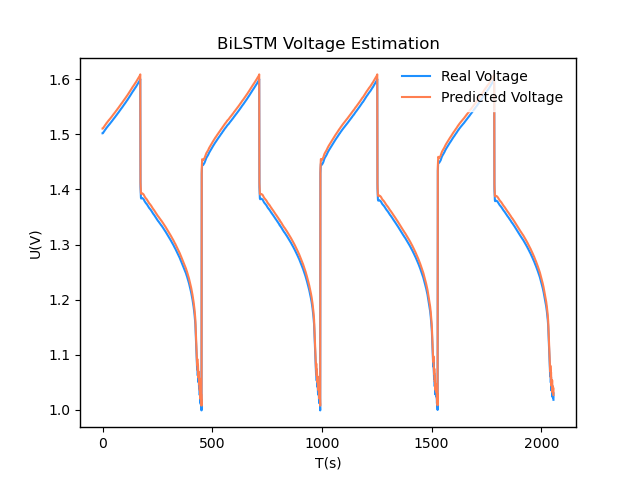 BiLSTM Voltage Estimation
Real Voltage
Predicted Voltage
U(V)
1.6
1.5
1.4
1.3
1.2
1.1
1.0
0
500
1000
1500
2000
T(s)